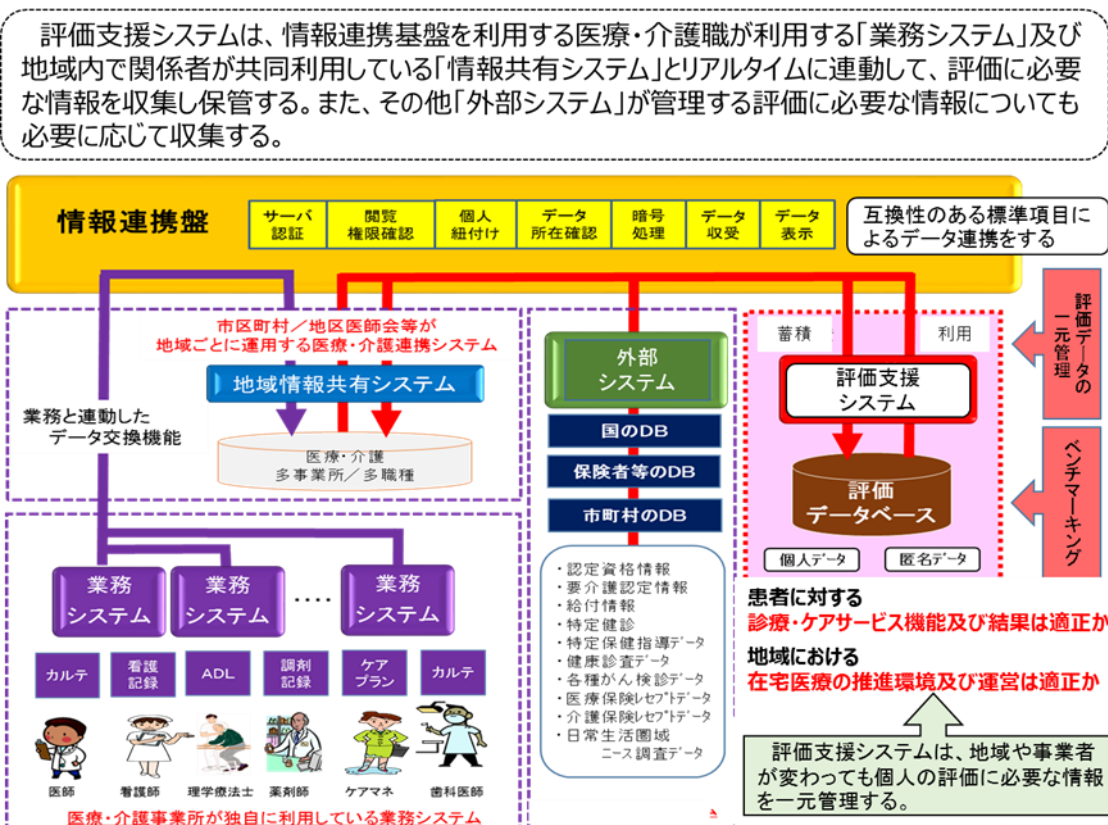 評価支援システムは、情報連携基盤を利用する医療・介護職が利用する「業務システム」及び
地域内で関係者が共同利用している「情報共有システム」とリアルタイムに連動して、評価に必要
な情報を収集し保管する。また、その他「外部システム」が管理する評価に必要な情報についても
必要に応じて収集する。
情報連携盤
サーバ
認証
閲覧
権限確認
個人
紐付け
データ
所在確認
暗号
処理
データ
収受
データ
表示
互換性のある標準項目に
よるデータ連携をする
市区町村／地区医師会等が
地域ごとに運用する医療・介護連携システム
地域情報共有システム
業務と連動した
データ交換機能
医療・介護
多事業所／多職種
外部
システム
国のDB
保険者等のDB
市町村のDB
・認定資格情報
・要介護認定情報
・給付情報
・特定健診
・特定保健指導データ
・健康診査データ
・各種がん検診データ
・医療保険レセプトデータ
・介護保険レセプトデータ
・日常生活圏域
ニース調査データ
蓄積
利用
評価支援
システム
評価
データベース
個人データ
匿名データ
評価データの
一元管理
ベンチマーキング
患者に対する
診療・ケアサービス機能及び結果は適正か
地域における
在宅医療の推進環境及び運営は適正か
評価支援システムは、地域や事業者
が変わっても個人の評価に必要な情報
を一元管理する。
業務
システム
業務
システム
····
業務
システム
カルテ
看護
記録
ADL
調剤
記録
ケア
プラン
カルテ
医師
看護師
理学療法士
薬剤師
ケアマネ
歯科医師
医療・介護事業所が独自に利用している業務システム